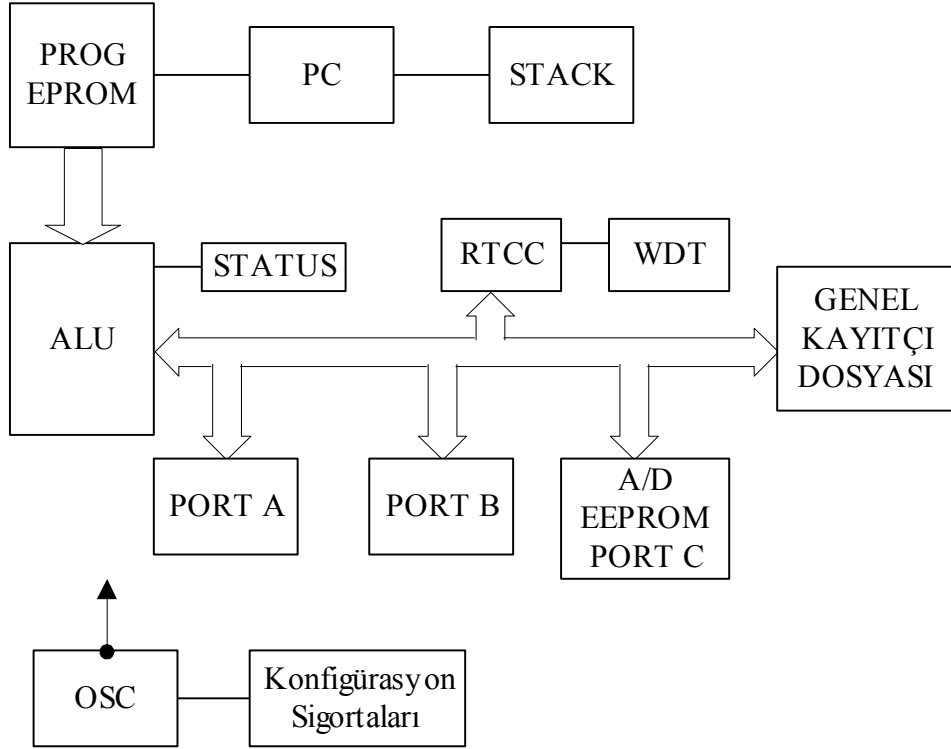 PROG
EPROM
PC
STACK
STATUS
RTCC
WDT
ALU
GENEL
KAYITÇI
DOSYASI
PORT A
PORT B
A/D
EEPROM
PORT C
OSC
Konfigürasyon
Sigortaları